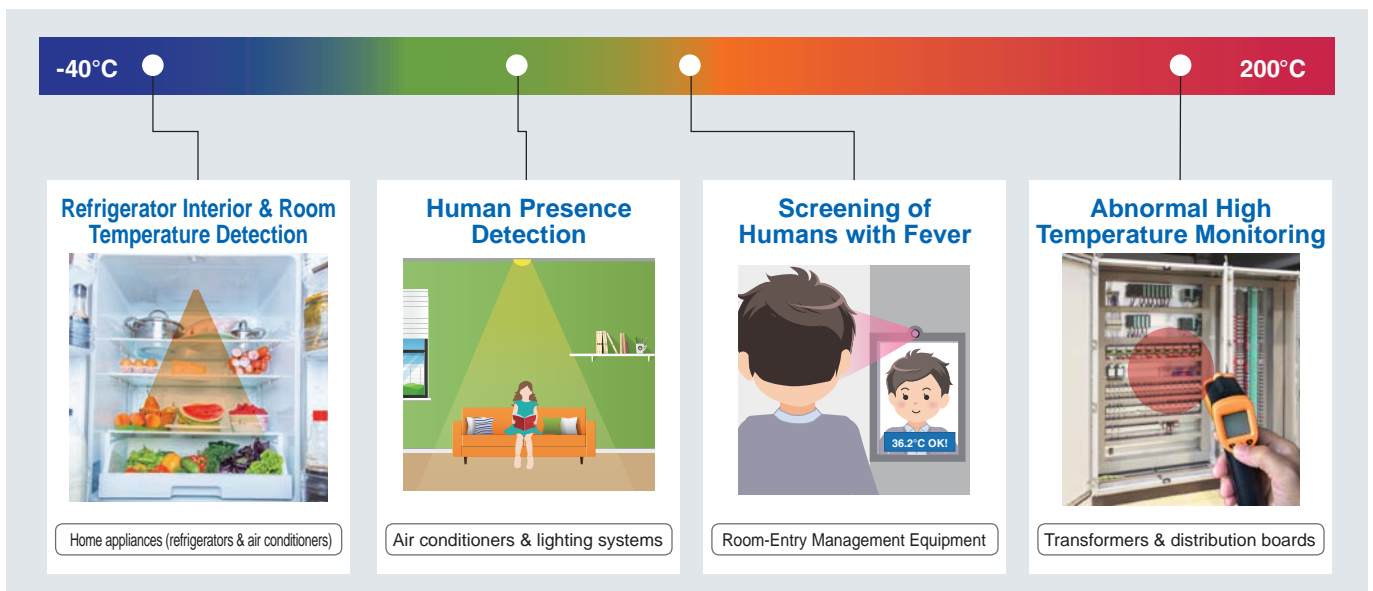 -40°C
200°C
Refrigerator Interior & Room
Temperature Detection
Human Presence
Detection
Screening of
Humans with Fever
Abnormal High
Temperature Monitoring
36.2°C OK!
Home appliances (refrigerators & air conditioners)
Air conditioners & lighting systems
Room-Entry Management Equipment
Transformers & distribution boards